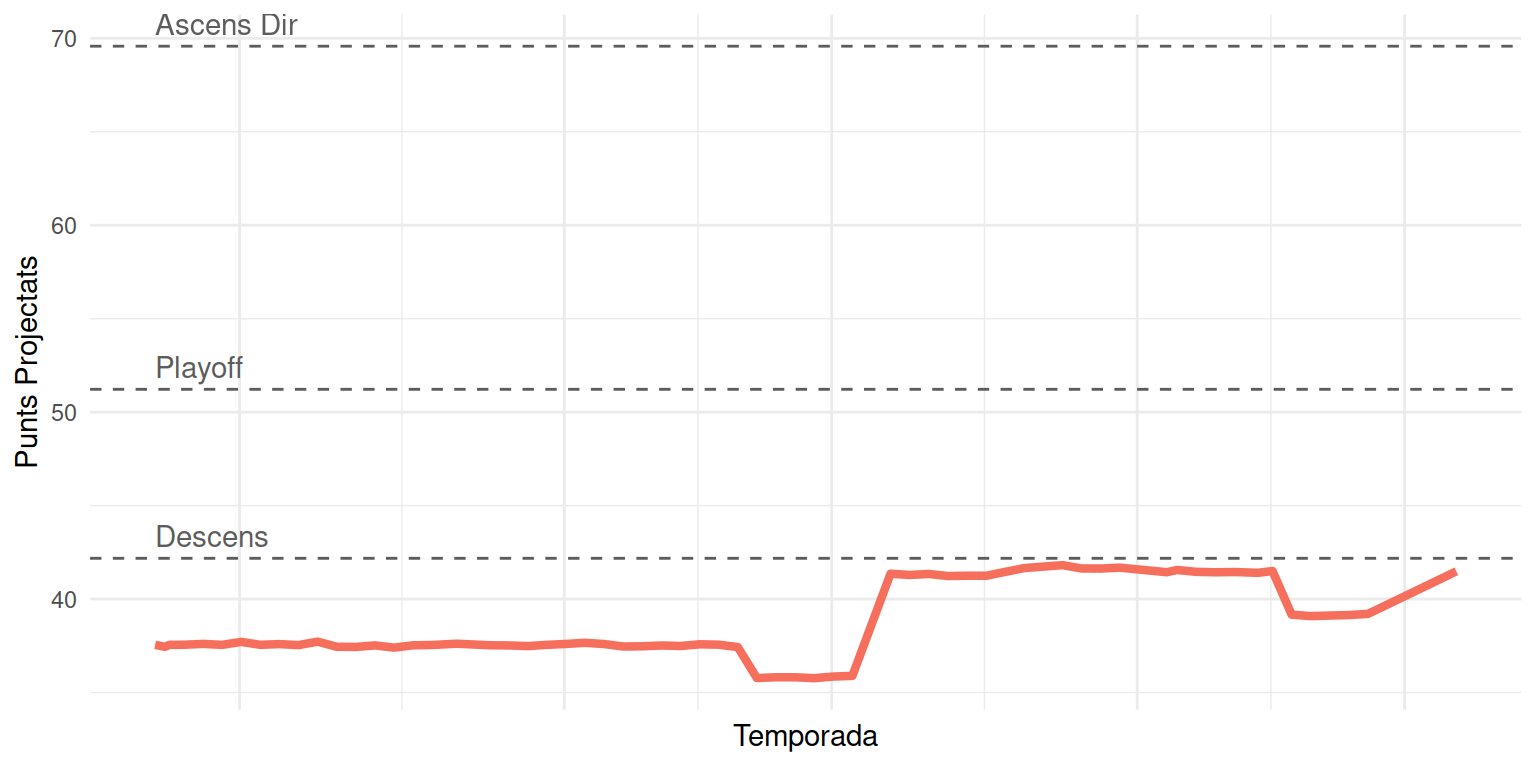 Ascens Dir
70
60
Playoff
50
Descens
40
Punts Projectats
Temporada